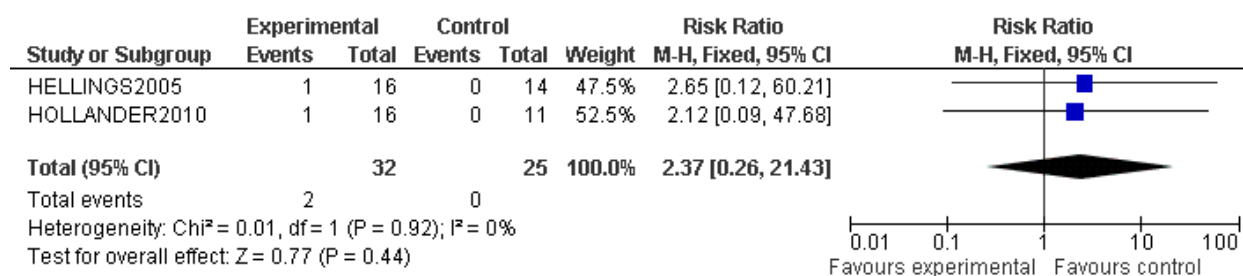 Experimental Control Risk Ratio Risk Ratio
Study or Subgroup Events Total Events Total Weight M-H, Fixed, 95% CI M-H, Fixed, 95% CI
HELLINGS2005 1 16 0 14 47.5% 2.65 [0.12, 60.21]
HOLLANDER2010 1 16 0 11 52.5% 2.12 [0.09, 47.68]
Total (95% CI) 32 25 100.0% 2.37 [0.26, 21.43]
Total events 2 0
Heterogeneity: Chi² = 0.01, df = 1 (P = 0.92); I² = 0%
Test for overall effect: Z = 0.77 (P = 0.44)
0.01 0.1 1 10 100
Favours experimental Favours control